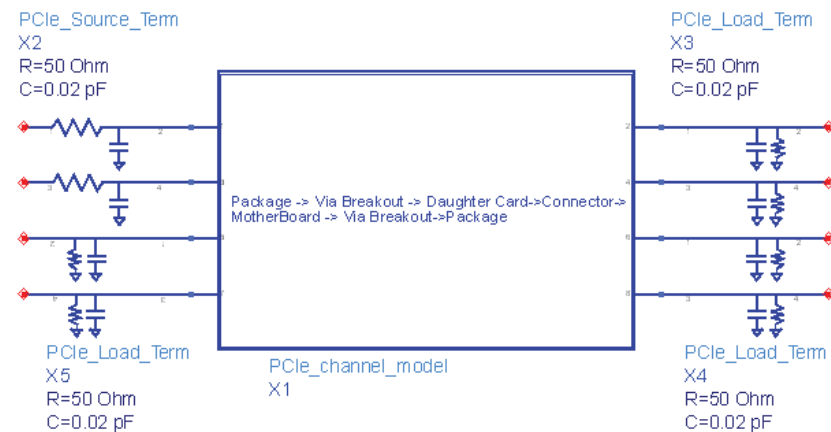 PCIe_Source_Term
X2
R=50 Ohm
C=0.02 pF
PCIe_Load_Term
X3
R=50 Ohm
C=0.02 pF
Package -> Via Breakout -> Daughter Card->Connector->
MotherBoard -> Via Breakout->Package
PCIe_Load_Term
X5
R=50 Ohm
C=0.02 pF
PCIe_channel_model
X1
PCIe_Load_Term
X4
R=50 Ohm
C=0.02 pF